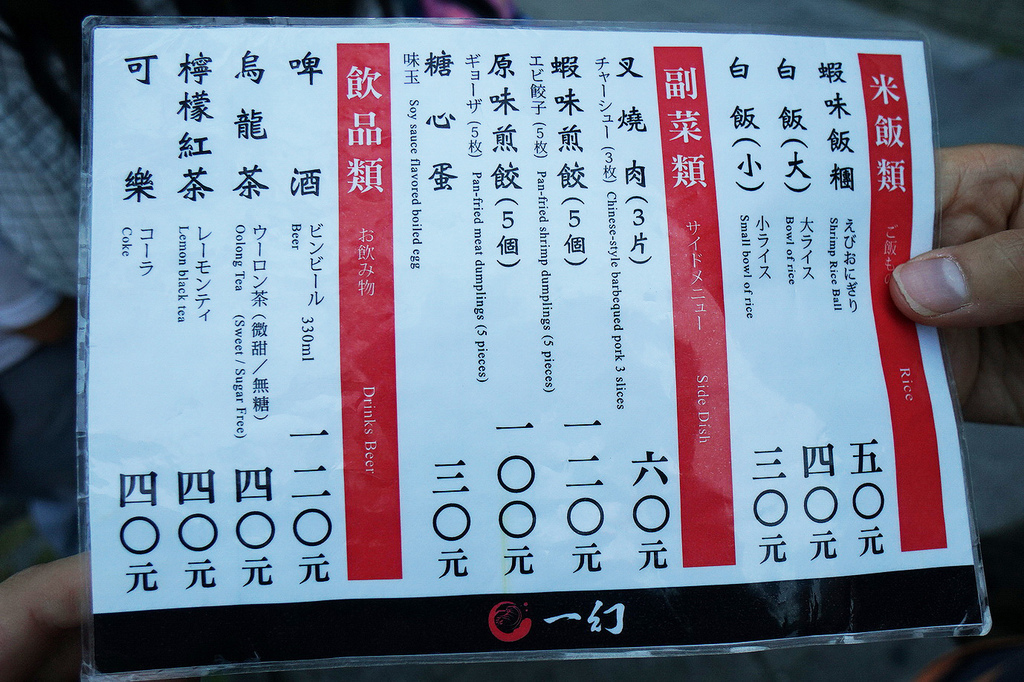 米飯類 ご飯もの Rice
蝦味飯糰 えびおにぎり 五〇元
Shrimp Rice Ball
白飯(大) 大ライス 四〇元
Bowl of rice
白飯(小) 小ライス 三〇元
Small bowl of rice
副菜類 サイドメニュー Side Dish
叉燒肉(3片) 六〇元
チャーシュー(3枚) Chinese-style barbequed pork 3 slices
蝦味煎餃(5個) 一二〇元
エビ餃子(5枚) Pan-fried shrimp dumplings (5 pieces)
原味煎餃(5個) 一〇〇元
ギョーザ(5枚) Pan-fried meat dumplings (5 pieces)
糖心蛋 三〇元
味玉 Soy sauce flavored boiled egg
飲品類 お飲み物 Drinks Beer
啤酒 ビンビール 330ml 一二〇元
Beer
烏龍茶 ウーロン茶(微甜／無糖) 四〇元
Oolong Tea (Sweet / Sugar Free)
檸檬紅茶 レーモンティ 四〇元
Lemon black tea
可樂 コーラ 四〇元
Coke
一幻